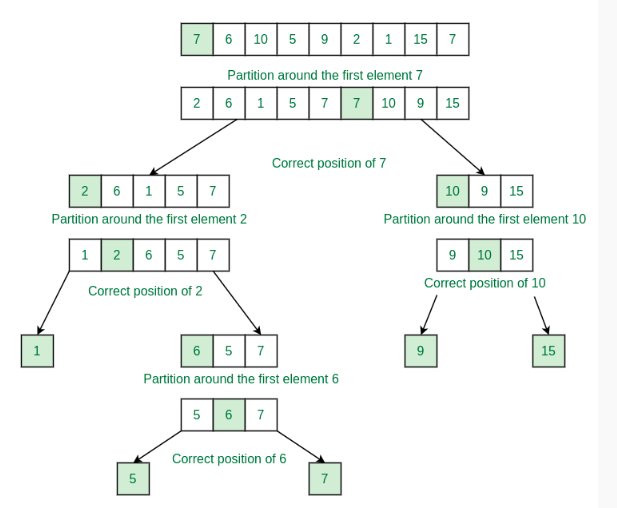 7 6 10 5 9 2 1 15 7
Partition around the first element 7
2 6 1 5 7 7 10 9 15
Correct position of 7
2 6 1 5 7
10 9 15
Partition around the first element 2
Partition around the first element 10
1 2 6 5 7
9 10 15
Correct position of 2
Correct position of 10
1
6 5 7
9
15
Partition around the first element 6
5 6 7
Correct position of 6
5
7